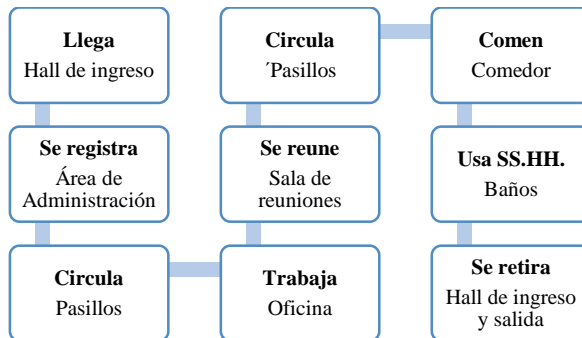 Llega
Hall de ingreso
Se registra
Área de
Administración
Circula
Pasillos
Trabaja
Oficina
Se reune
Sala de
reuniones
Circula
´Pasillos
Comen
Comedor
Usa SS.HH.
Baños
Se retira
Hall de ingreso
y salida